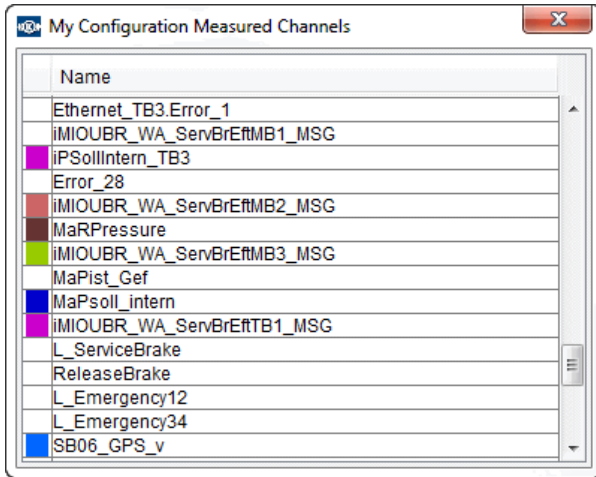 My Configuration Measured Channels
Name
Ethernet_TB3.Error_1
iMIOUBR_WA_ServBrEftMB1_MSG
iPSollIntern_TB3
Error_28
iMIOUBR_WA_ServBrEftMB2_MSG
MaRPressure
iMIOUBR_WA_ServBrEftMB3_MSG
MaPist_Gef
MaPsoll_intern
iMIOUBR_WA_ServBrEftTB1_MSG
L_ServiceBrake
ReleaseBrake
L_Emergency12
L_Emergency34
SB06_GPS_v